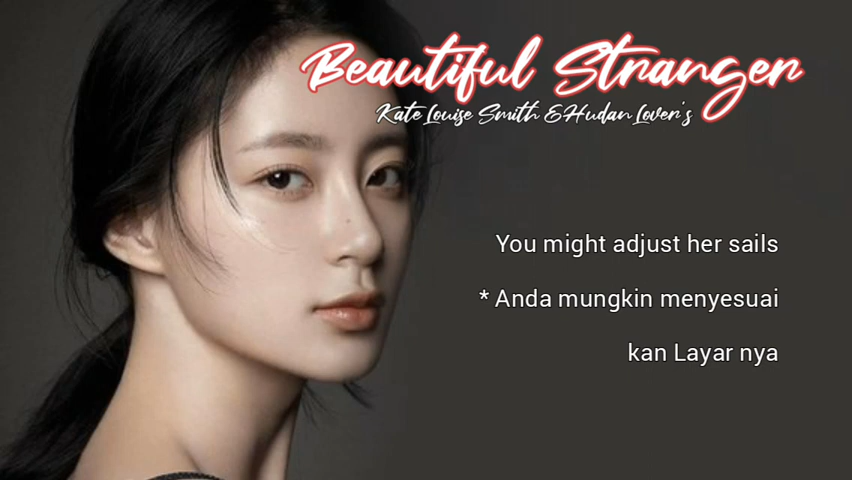 Beautiful Stranger
Kate Louise Smith & Hudan Lover's
You might adjust her sails
* Anda mungkin menyesuai
kan Layar nya